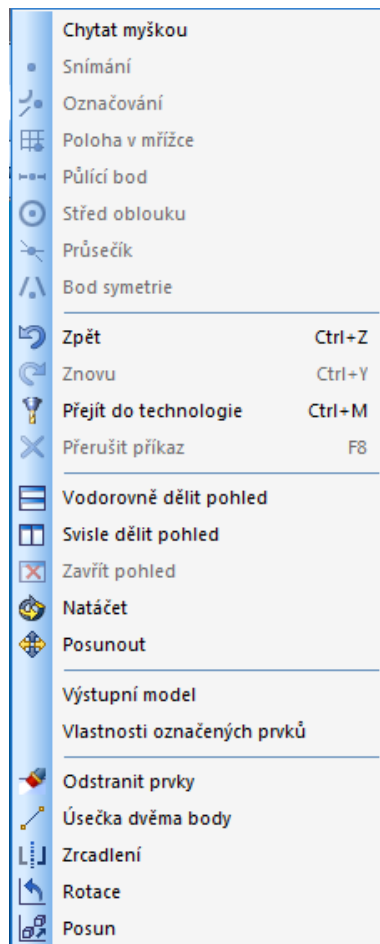 Chytat myškou
Snímání
Označování
Poloha v mřížce
Půlící bod
Střed oblouku
Průsečík
Bod symetrie
Zpět Ctrl+Z
Znovu Ctrl+Y
Přejít do technologie Ctrl+M
Přerušit příkaz F8
Vodorovně dělit pohled
Svisle dělit pohled
Zavřít pohled
Natáčet
Posunout
Výstupní model
Vlastnosti označených prvků
Odstranit prvky
Úsečka dvěma body
Zrcadlení
Rotace
Posun